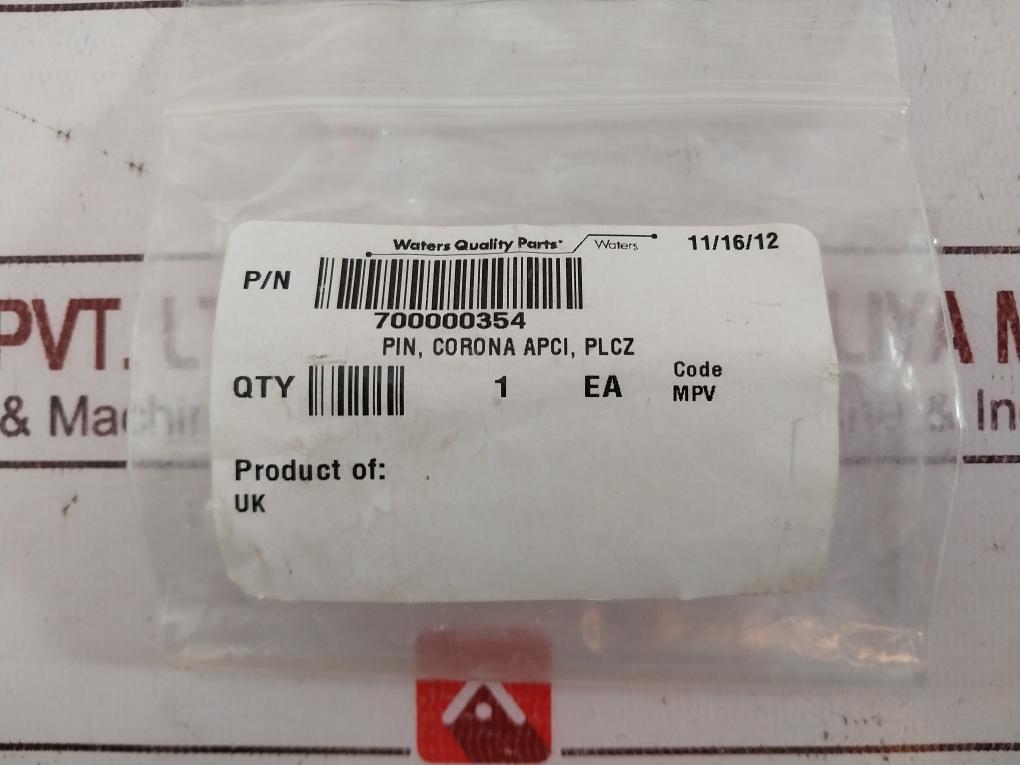 Waters Quality Parts Waters 11/16/12
P/N
700000354
PIN, CORONA APCI, PLCZ
QTY 1 EA Code
MPV
Product of:
UK
PVT. M
& & In